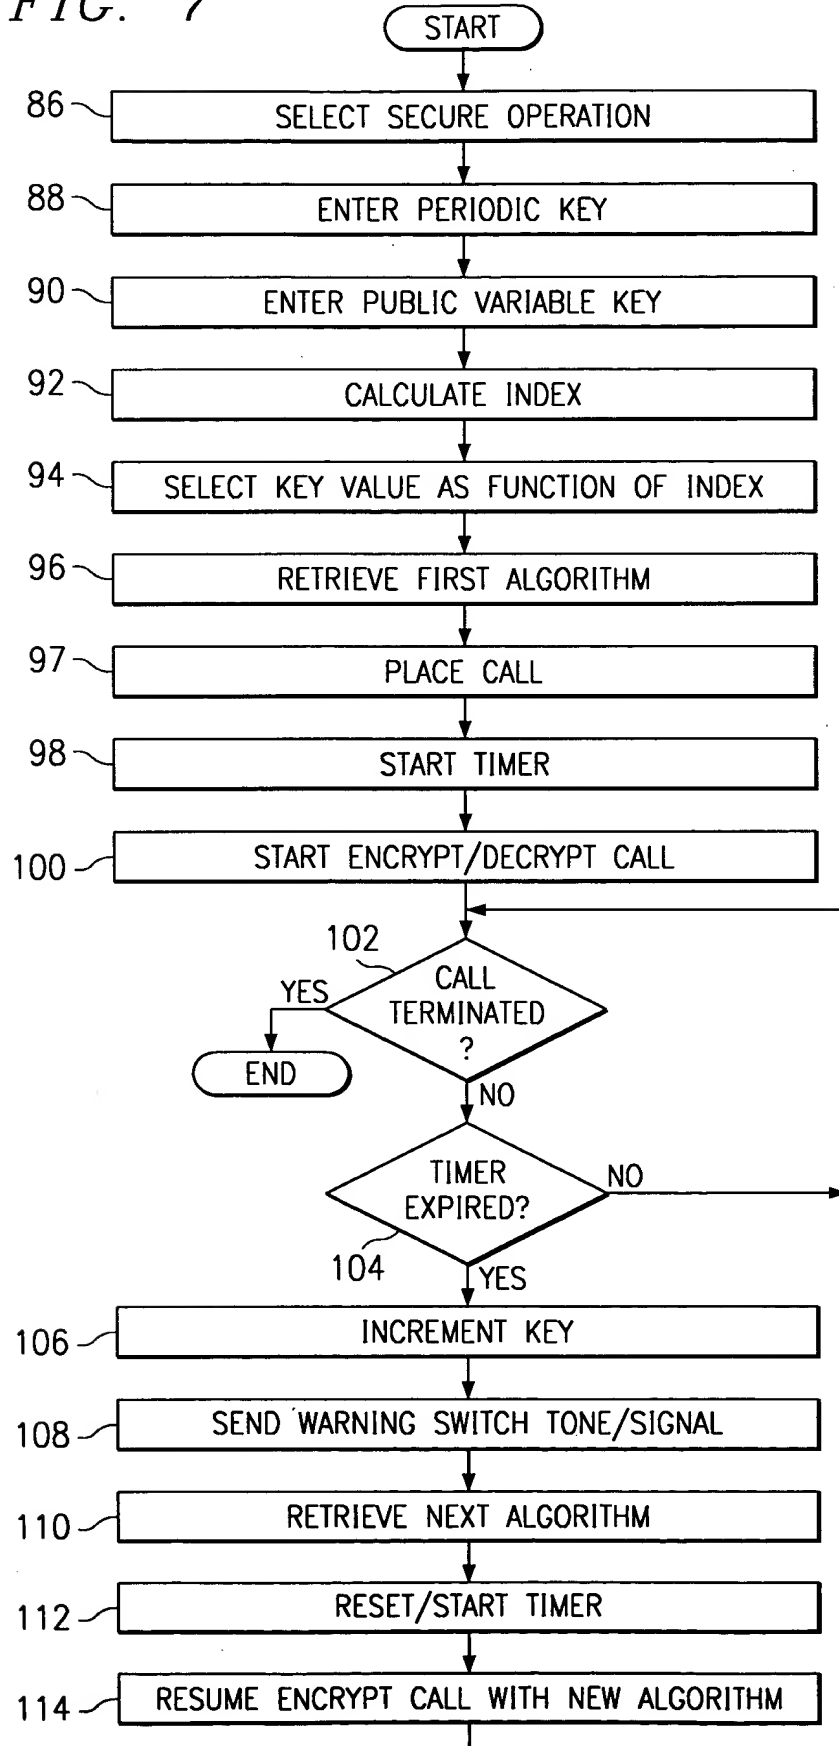 FIG. 7
START
86
SELECT SECURE OPERATION
88
ENTER PERIODIC KEY
90
ENTER PUBLIC VARIABLE KEY
92
CALCULATE INDEX
94
SELECT KEY VALUE AS FUNCTION OF INDEX
96
RETRIEVE FIRST ALGORITHM
97
PLACE CALL
98
START TIMER
100
START ENCRYPT/DECRYPT CALL
102
CALL
TERMINATED
?
YES
END
NO
TIMER
EXPIRED?
NO
104
YES
106
INCREMENT KEY
108
SEND WARNING SWITCH TONE/SIGNAL
110
RETRIEVE NEXT ALGORITHM
112
RESET/START TIMER
114
RESUME ENCRYPT CALL WITH NEW ALGORITHM